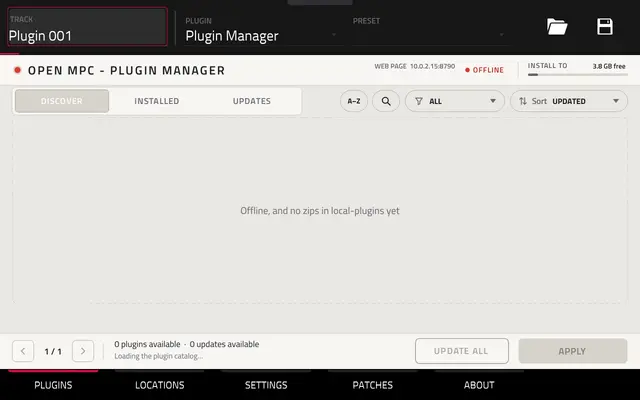 TRACK
Plugin 001
PLUGIN
Plugin Manager
PRESET
OPEN MPC - PLUGIN MANAGER
WEB PAGE 10.0.2.15:8790
OFFLINE
INSTALL TO
3.8 GB free
DISCOVER
INSTALLED
UPDATES
A–Z
ALL
Sort UPDATED
Offline, and no zips in local-plugins yet
1 / 1
0 plugins available · 0 updates available
Loading the plugin catalog...
UPDATE ALL
APPLY
PLUGINS
LOCATIONS
SETTINGS
PATCHES
ABOUT